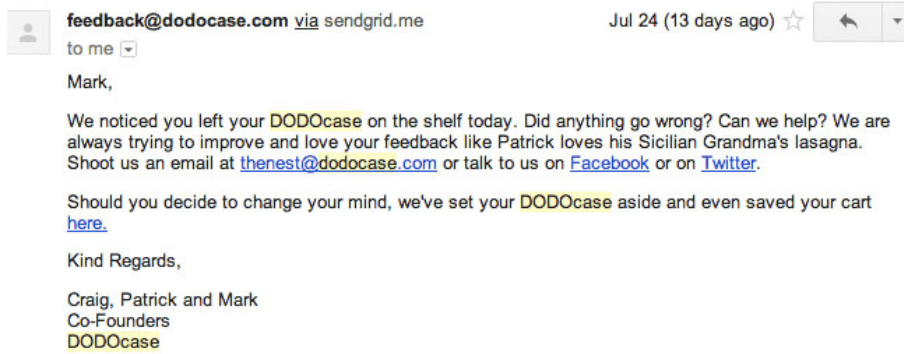 feedback@dodocase.com via sendgrid.me Jul 24 (13 days ago)
to me
Mark,
We noticed you left your DODOcase on the shelf today. Did anything go wrong? Can we help? We are
always trying to improve and love your feedback like Patrick loves his Sicilian Grandma's lasagna.
Shoot us an email at thenest@dodocase.com or talk to us on Facebook or on Twitter.
Should you decide to change your mind, we've set your DODOcase aside and even saved your cart
here.
Kind Regards,
Craig, Patrick and Mark
Co-Founders
DODOcase